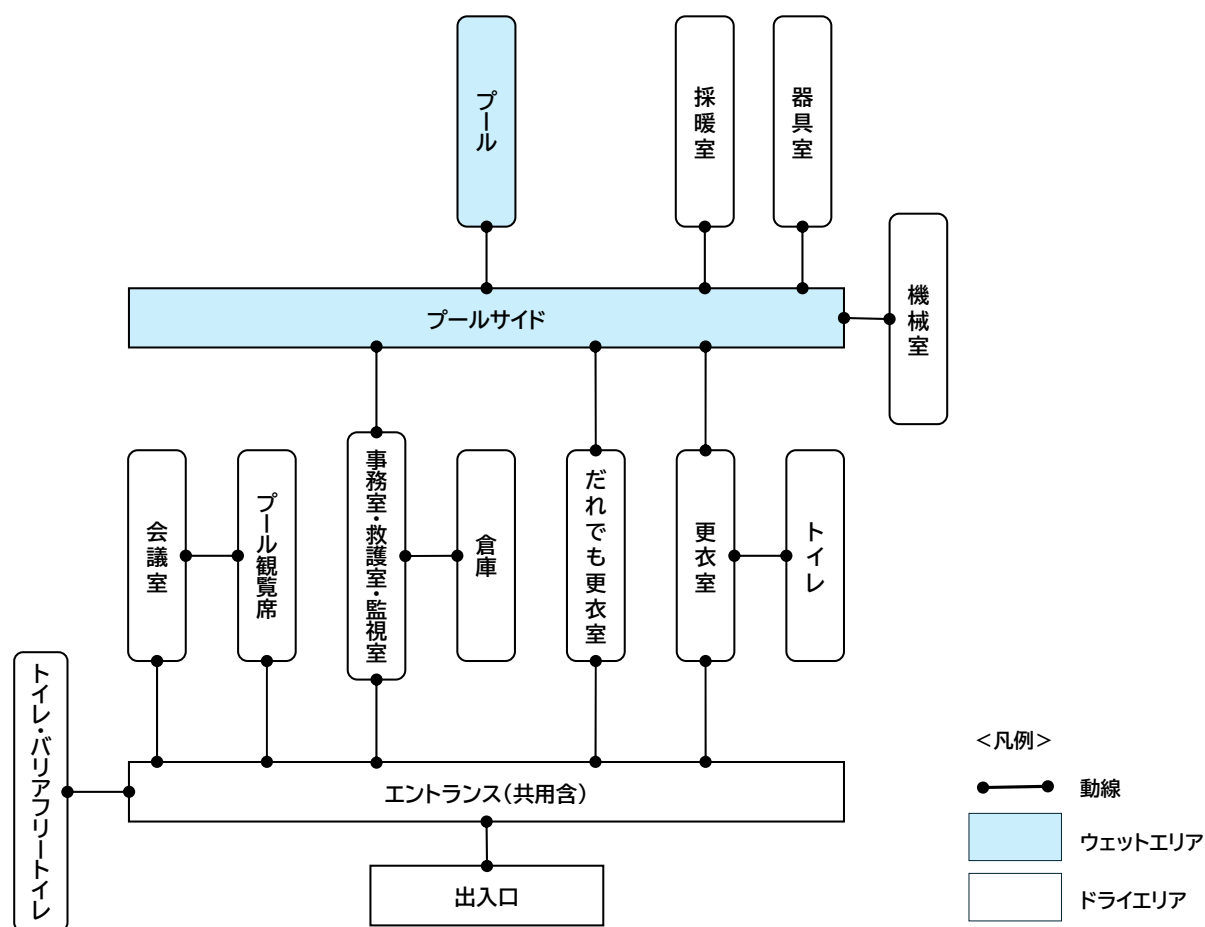 プール
採暖室
器具室
機械室
プールサイド
会議室
プール観覧席
事務室・救護室・監視室
倉庫
だれでも更衣室
更衣室
トイレ
トイレ・バリアフリートイレ
エントランス（共用含）
出入口
＜凡例＞
動線
ウェットエリア
ドライエリア